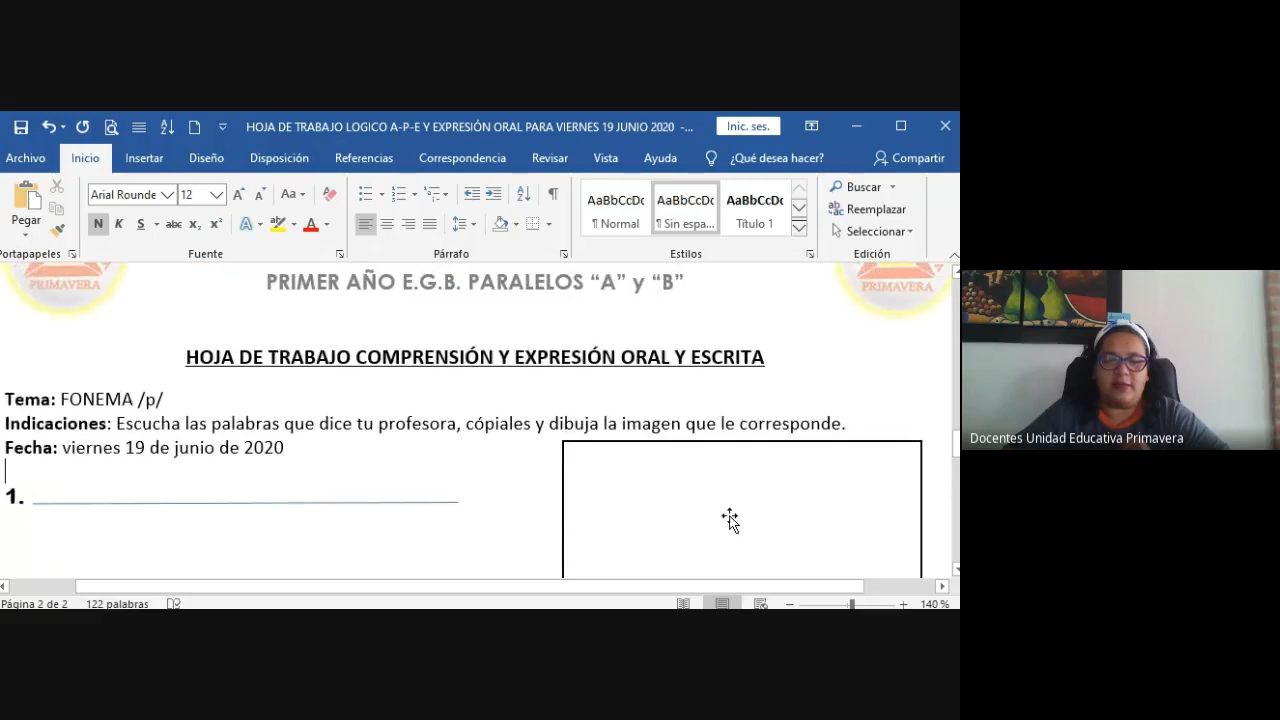 HOJA DE TRABAJO LOGICO A-P-E Y EXPRESIÓN ORAL PARA VIERNES 19 JUNIO 2020 -...
Inic. ses.
Archivo Inicio Insertar Diseño Disposición Referencias Correspondencia Revisar Vista Ayuda ¿Qué desea hacer? Compartir
Pegar
Portapapeles
Arial Rounde 12 Aa
N K S abc x₂ x² A A
Fuente
Párrafo
AaBbCcDc AaBbCcDc AaBbCcDc
¶ Normal ¶ Sin espa... Título 1
Estilos
Buscar
Reemplazar
Seleccionar
Edición
PRIMAVERA
PRIMER AÑO E.G.B. PARALELOS “A” y “B”
PRIMAVERA
HOJA DE TRABAJO COMPRENSIÓN Y EXPRESIÓN ORAL Y ESCRITA
Tema: FONEMA /p/
Indicaciones: Escucha las palabras que dice tu profesora, cópiales y dibuja la imagen que le corresponde.
Fecha: viernes 19 de junio de 2020
1.
Página 2 de 2 122 palabras 140 %
Docentes Unidad Educativa Primavera